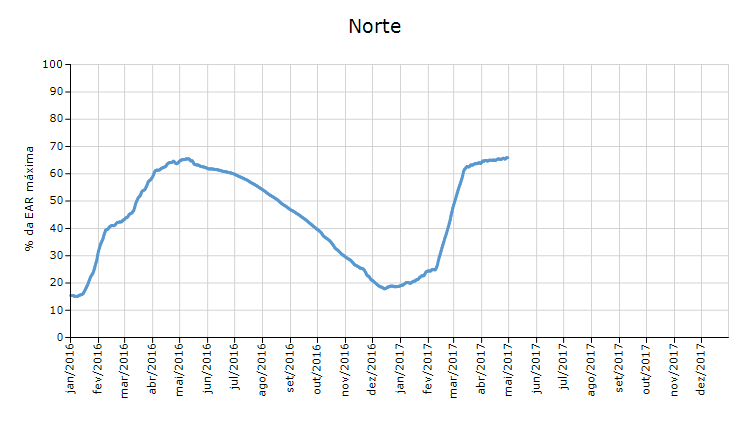 Norte
% da EAR máxima
100
90
80
70
60
50
40
30
20
10
0
jan/2016
fev/2016
mar/2016
abr/2016
mai/2016
jun/2016
jul/2016
ago/2016
set/2016
out/2016
nov/2016
dez/2016
jan/2017
fev/2017
mar/2017
abr/2017
mai/2017
jun/2017
jul/2017
ago/2017
set/2017
out/2017
nov/2017
dez/2017